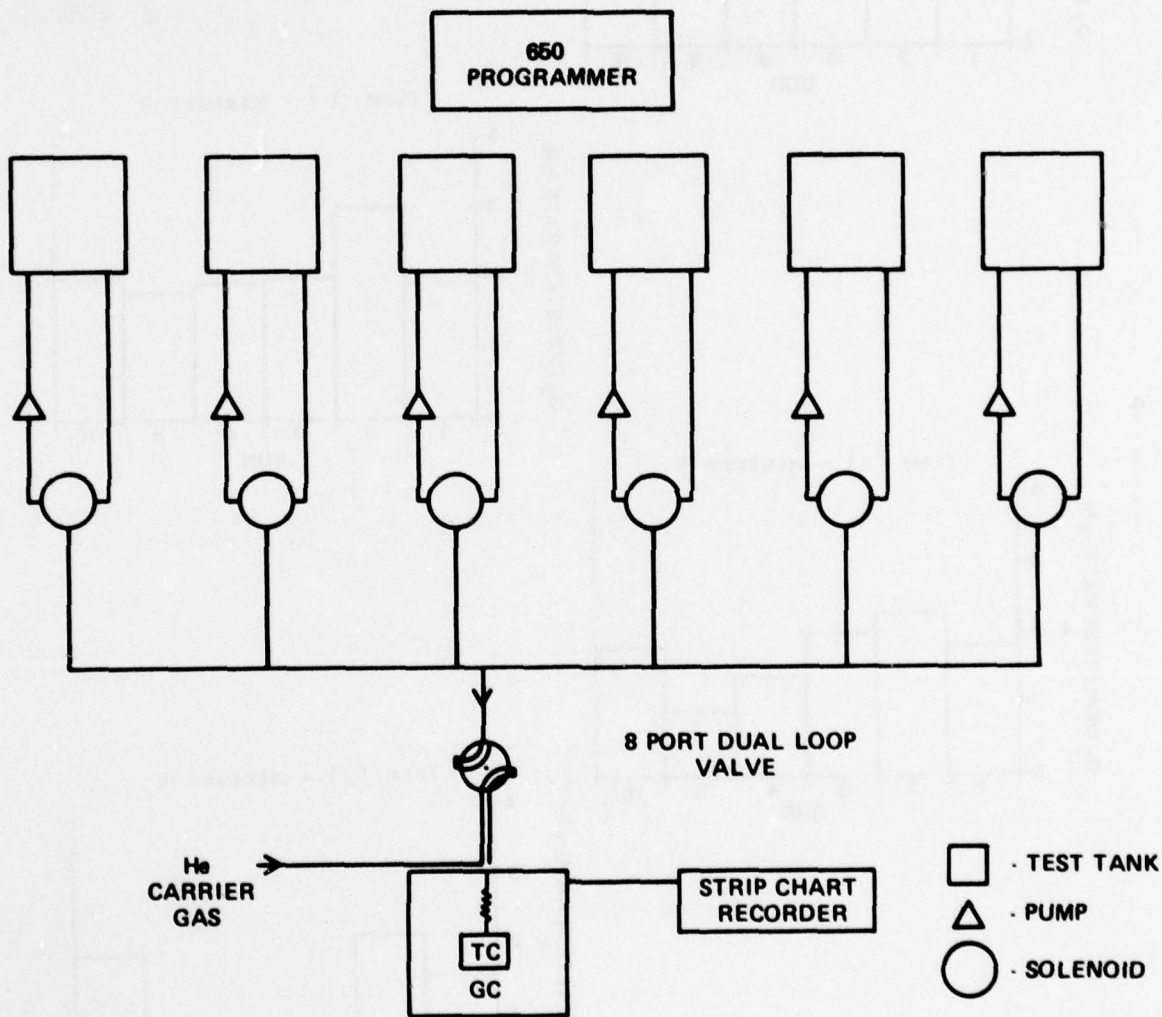 650
PROGRAMMER
8 PORT DUAL LOOP
VALVE
He
CARRIER
GAS
STRIP CHART
RECORDER
TC
GC
- TEST TANK
- PUMP
- SOLENOID